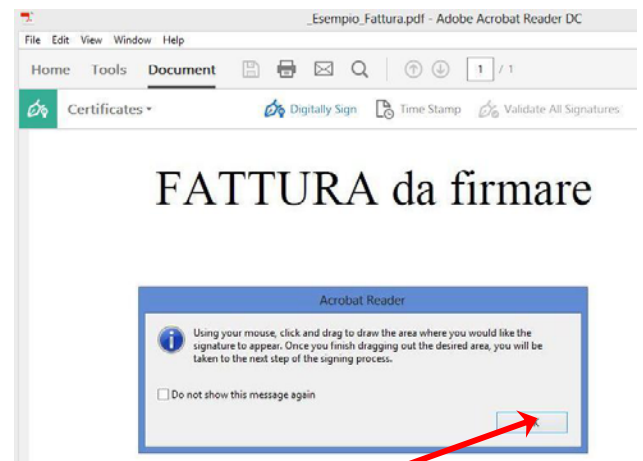 _Esempio_Fattura.pdf - Adobe Acrobat Reader DC
File Edit View Window Help
Home Tools Document 1 / 1
Certificates Digitally Sign Time Stamp Validate All Signatures
FATTURA da firmare
Acrobat Reader
Using your mouse, click and drag to draw the area where you would like the
signature to appear. Once you finish dragging out the desired area, you will be
taken to the next step of the signing process.
Do not show this message again